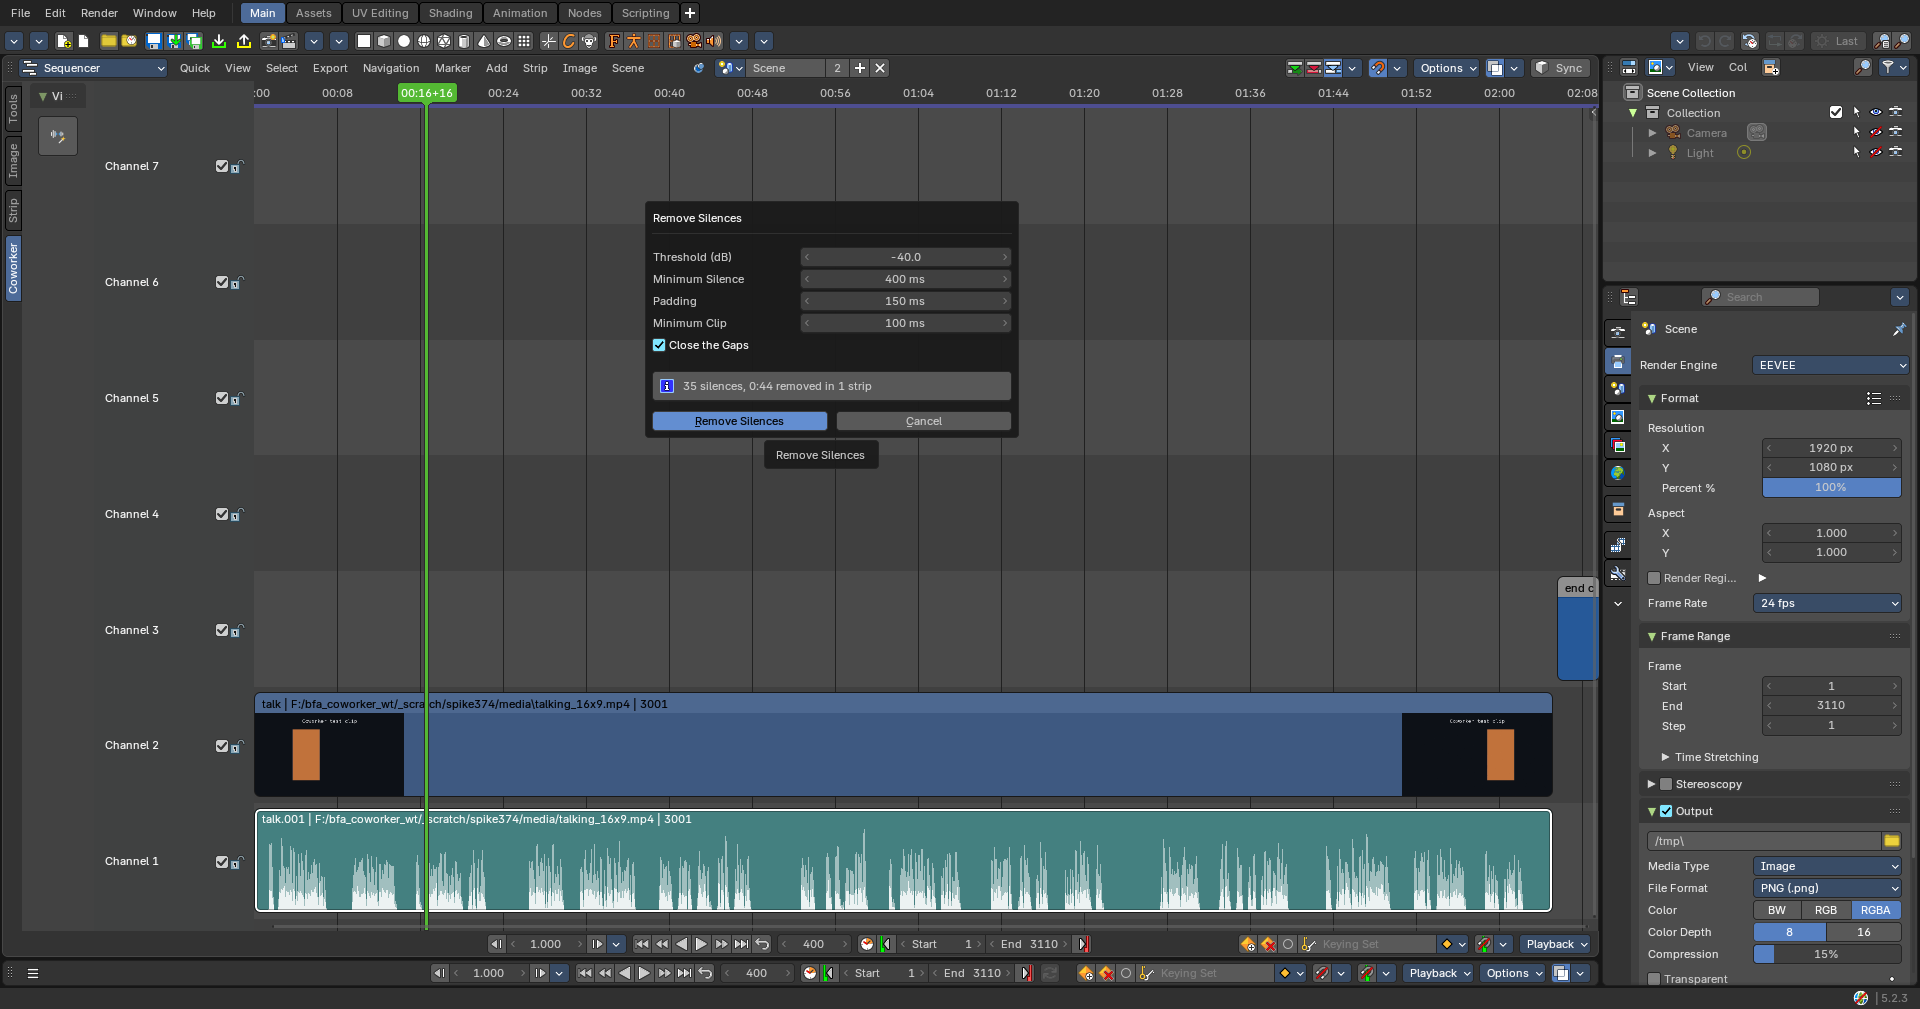 File Edit Render Window Help Main Assets UV Editing Shading Animation Nodes Scripting
Last
Sequencer Quick View Select Export Navigation Marker Add Strip Image Scene Scene 2 Options Sync
View Col
:00 00:08 00:16+16 00:24 00:32 00:40 00:48 00:56 01:04 01:12 01:20 01:28 01:36 01:44 01:52 02:00 02:08
Vi
Tools
Image
Strip
Coworker
Channel 7
Channel 6
Channel 5
Channel 4
Channel 3
Channel 2
Channel 1
Remove Silences
Threshold (dB) -40.0
Minimum Silence 400 ms
Padding 150 ms
Minimum Clip 100 ms
Close the Gaps
35 silences, 0:44 removed in 1 strip
Remove Silences Cancel
Remove Silences
end c
talk | F:/bfa_coworker_wt/_scratch/spike374/media\talking_16x9.mp4 | 3001
Coworker test clip
Coworker test clip
talk.001 | F:/bfa_coworker_wt/_scratch/spike374/media/talking_16x9.mp4 | 3001
1.000 400 Start 1 End 3110 Keying Set Playback
1.000 400 Start 1 End 3110 Keying Set Playback Options
Scene Collection
Collection
Camera
Light
Search
Scene
Render Engine EEVEE
Format
Resolution
X 1920 px
Y 1080 px
Percent % 100%
Aspect
X 1.000
Y 1.000
Render Regi...
Frame Rate 24 fps
Frame Range
Frame
Start 1
End 3110
Step 1
Time Stretching
Stereoscopy
Output
/tmp\
Media Type Image
File Format PNG (.png)
Color BW RGB RGBA
Color Depth 8 16
Compression 15%
Transparent
5.2.3